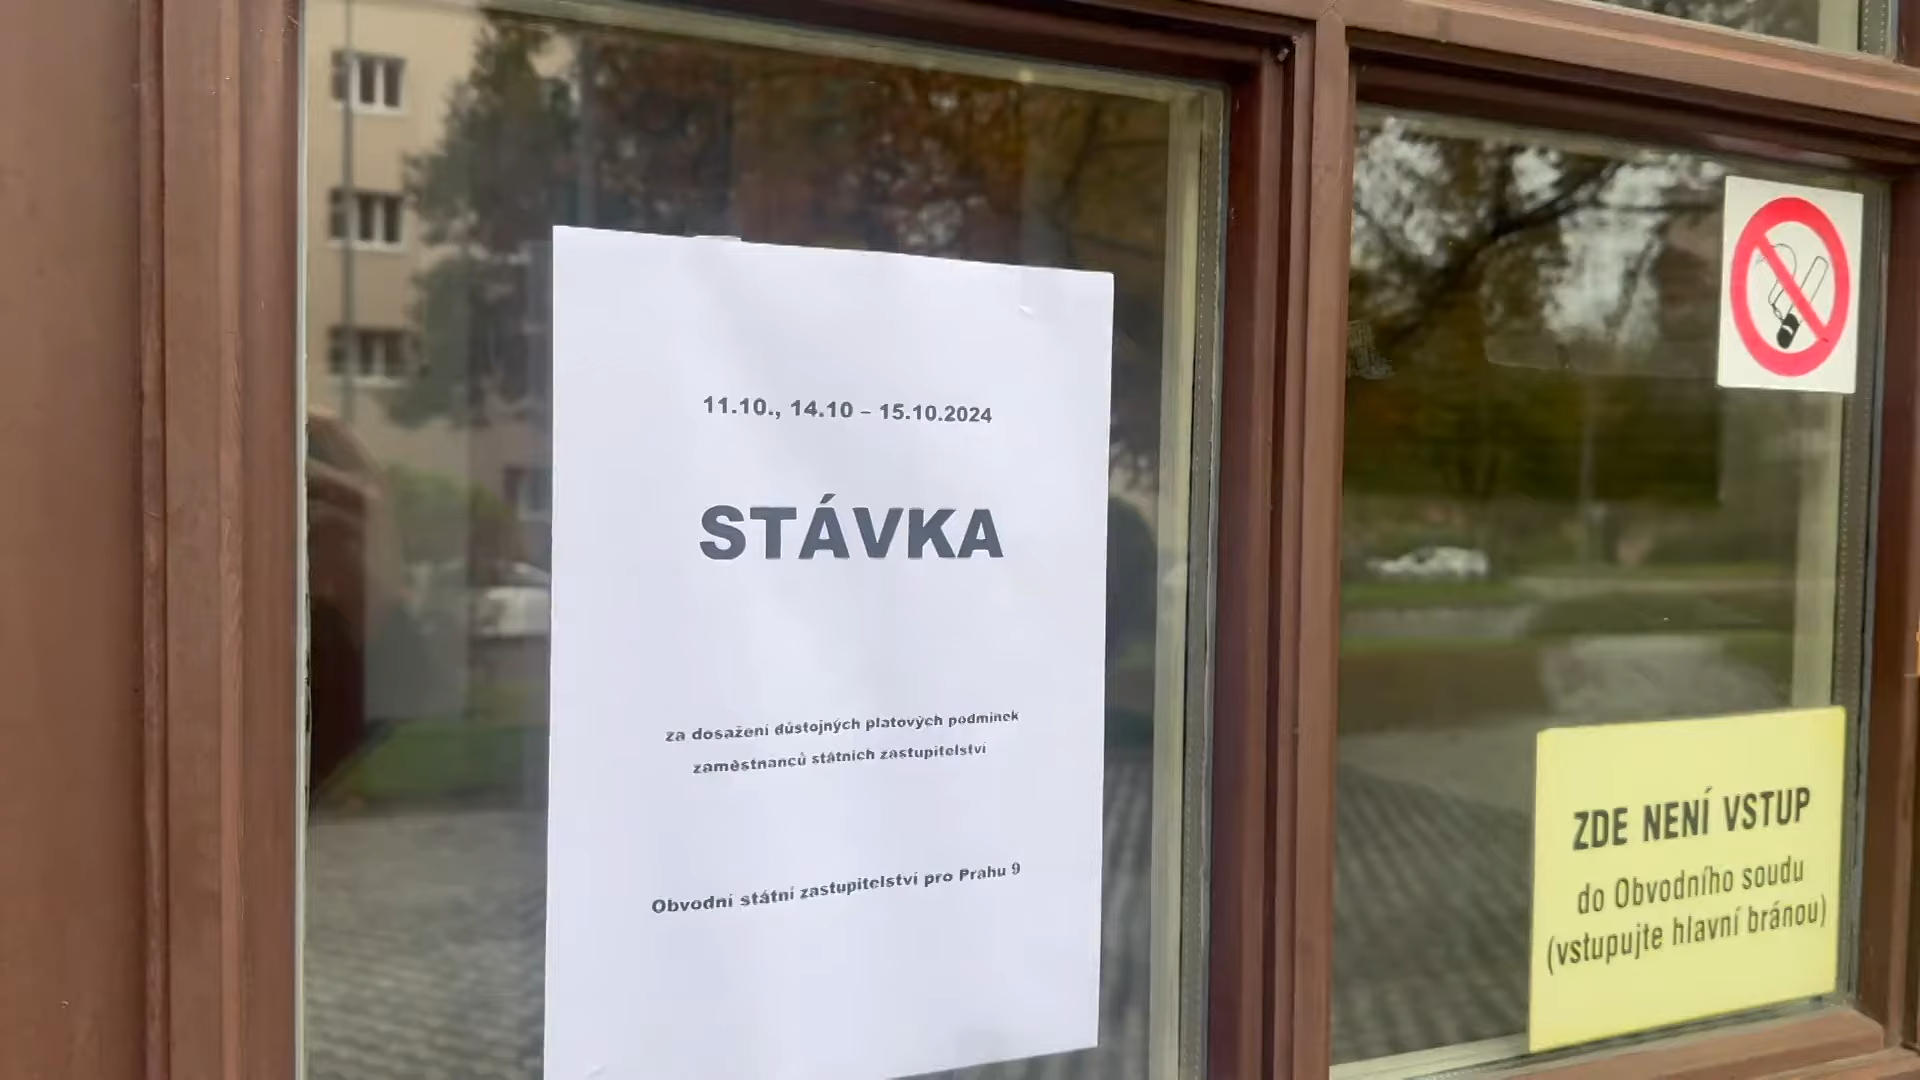 11.10., 14.10 – 15.10.2024
STÁVKA
za dosažení důstojných platových podmínek
zaměstnanců státních zastupitelství
Obvodní státní zastupitelství pro Prahu 9
ZDE NENÍ VSTUP
do Obvodního soudu
(vstupujte hlavní bránou)